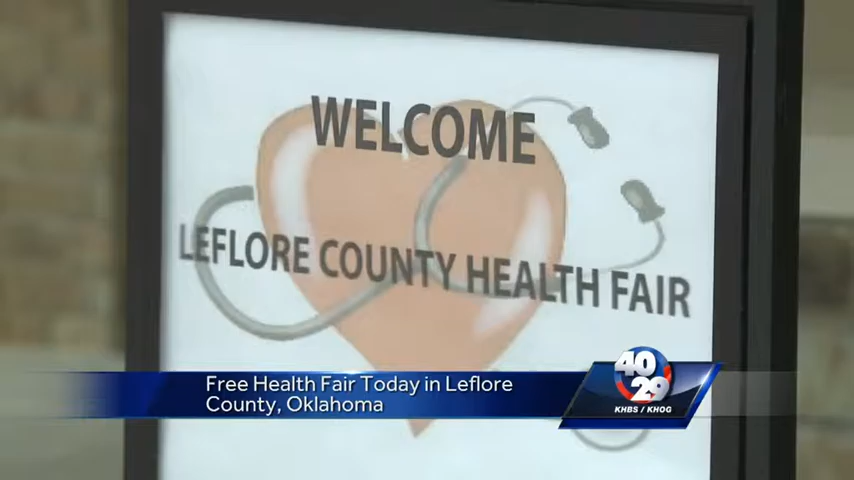 WELCOME
LEFLORE COUNTY HEALTH FAIR
Free Health Fair Today in Leflore
County, Oklahoma
40
29
KHBS / KHOG